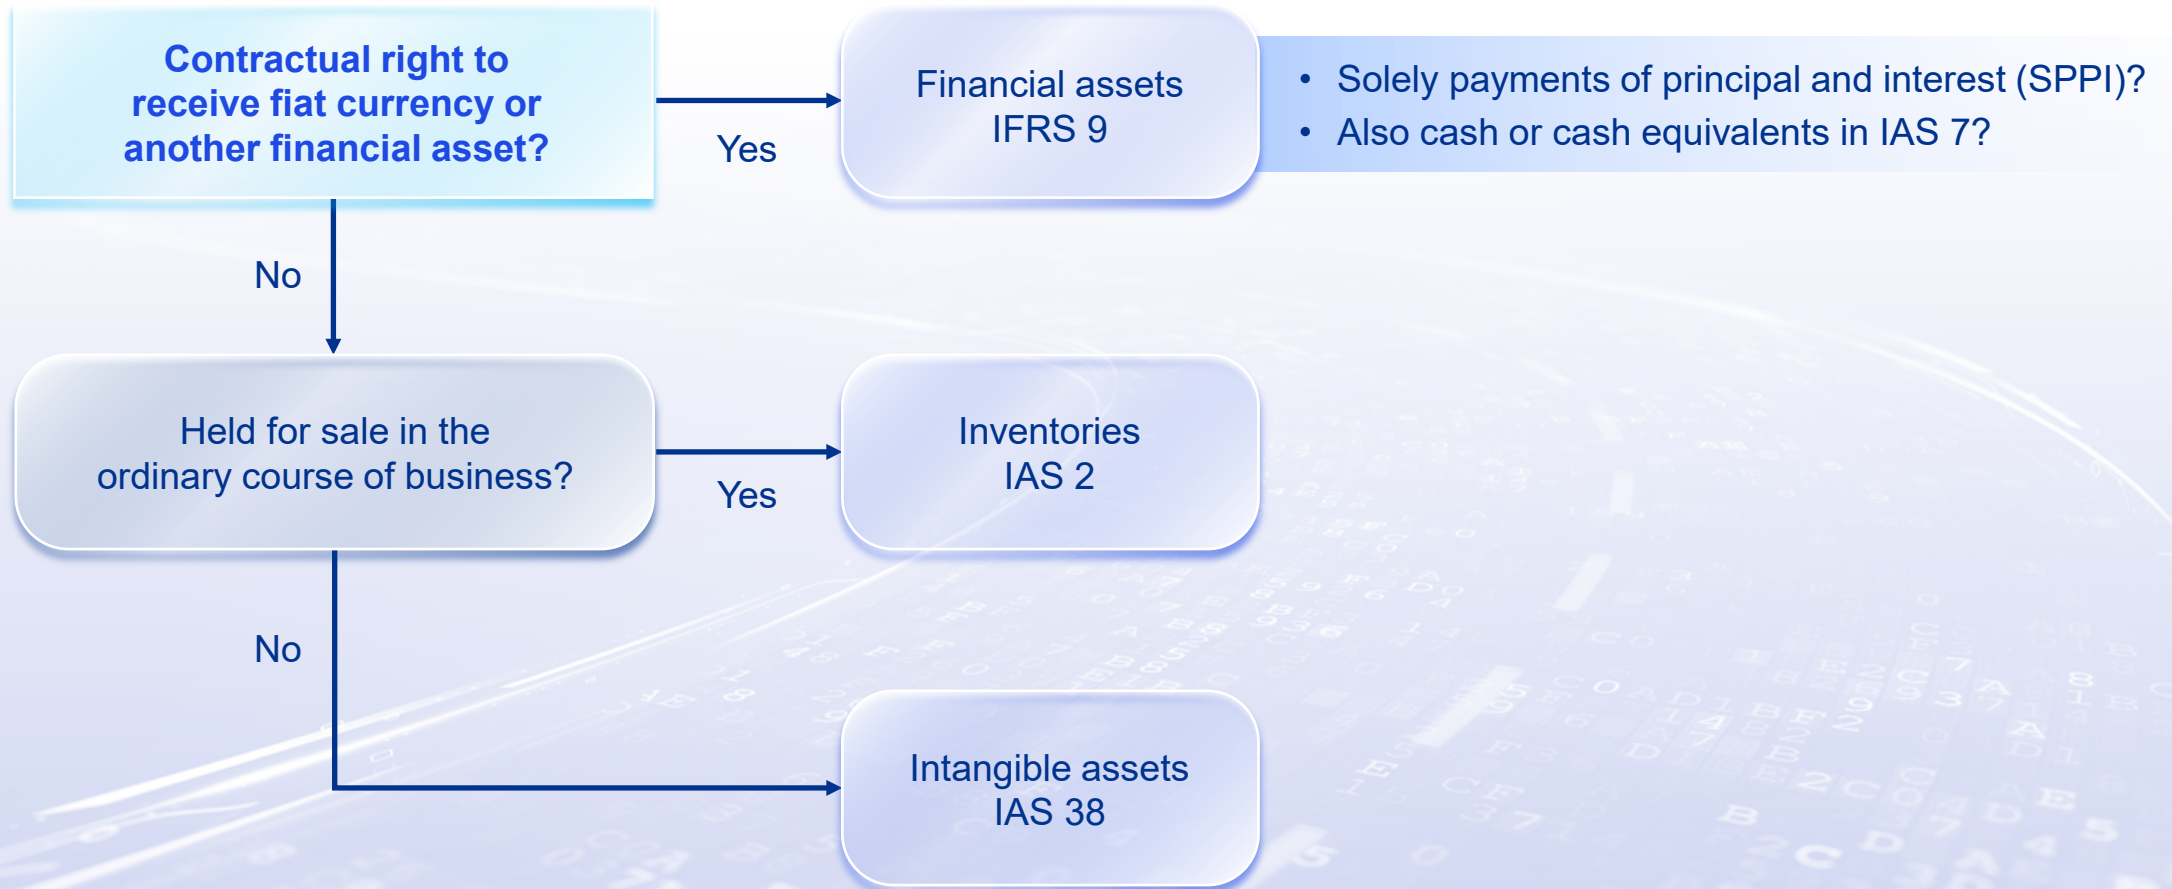 Contractual right to
receive fiat currency or
another financial asset?
Yes
Financial assets
IFRS 9
• Solely payments of principal and interest (SPPI)?
• Also cash or cash equivalents in IAS 7?
No
Held for sale in the
ordinary course of business?
Yes
Inventories
IAS 2
No
Intangible assets
IAS 38